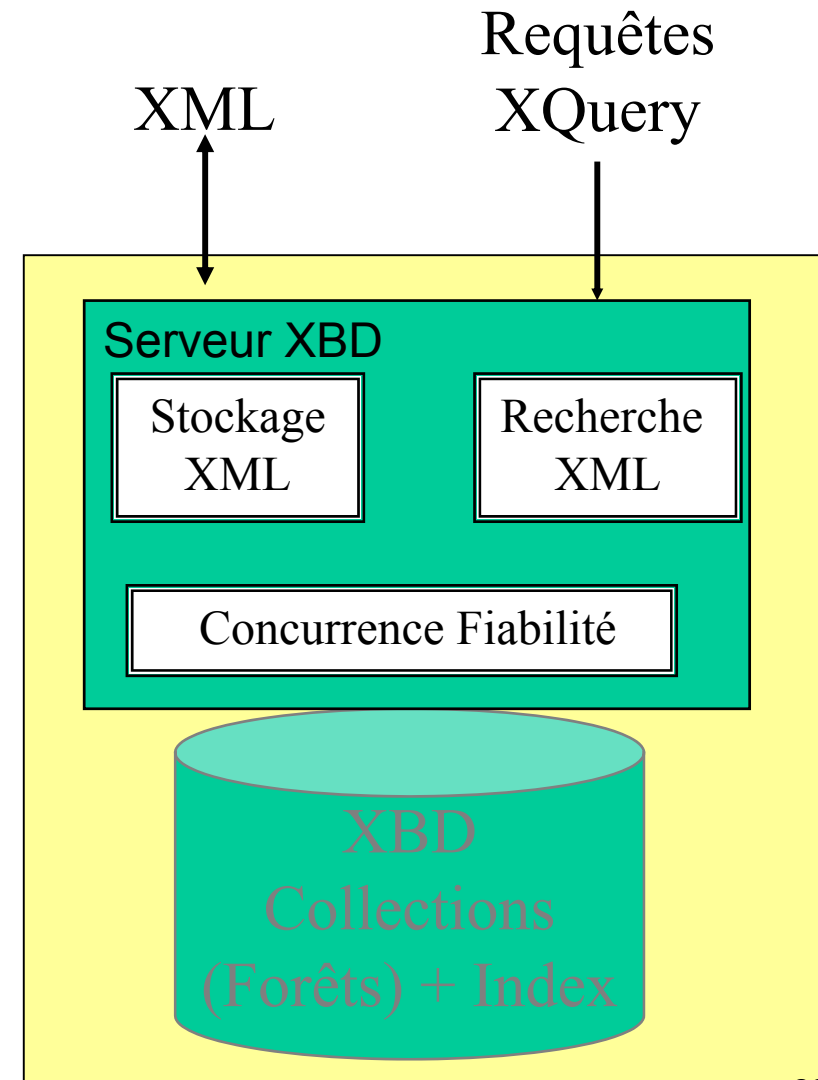 Requêtes
XML XQuery
Serveur XBD
Stockage
XML
Recherche
XML
Concurrence Fiabilité
XBD
Collections
(Forêts) + Index